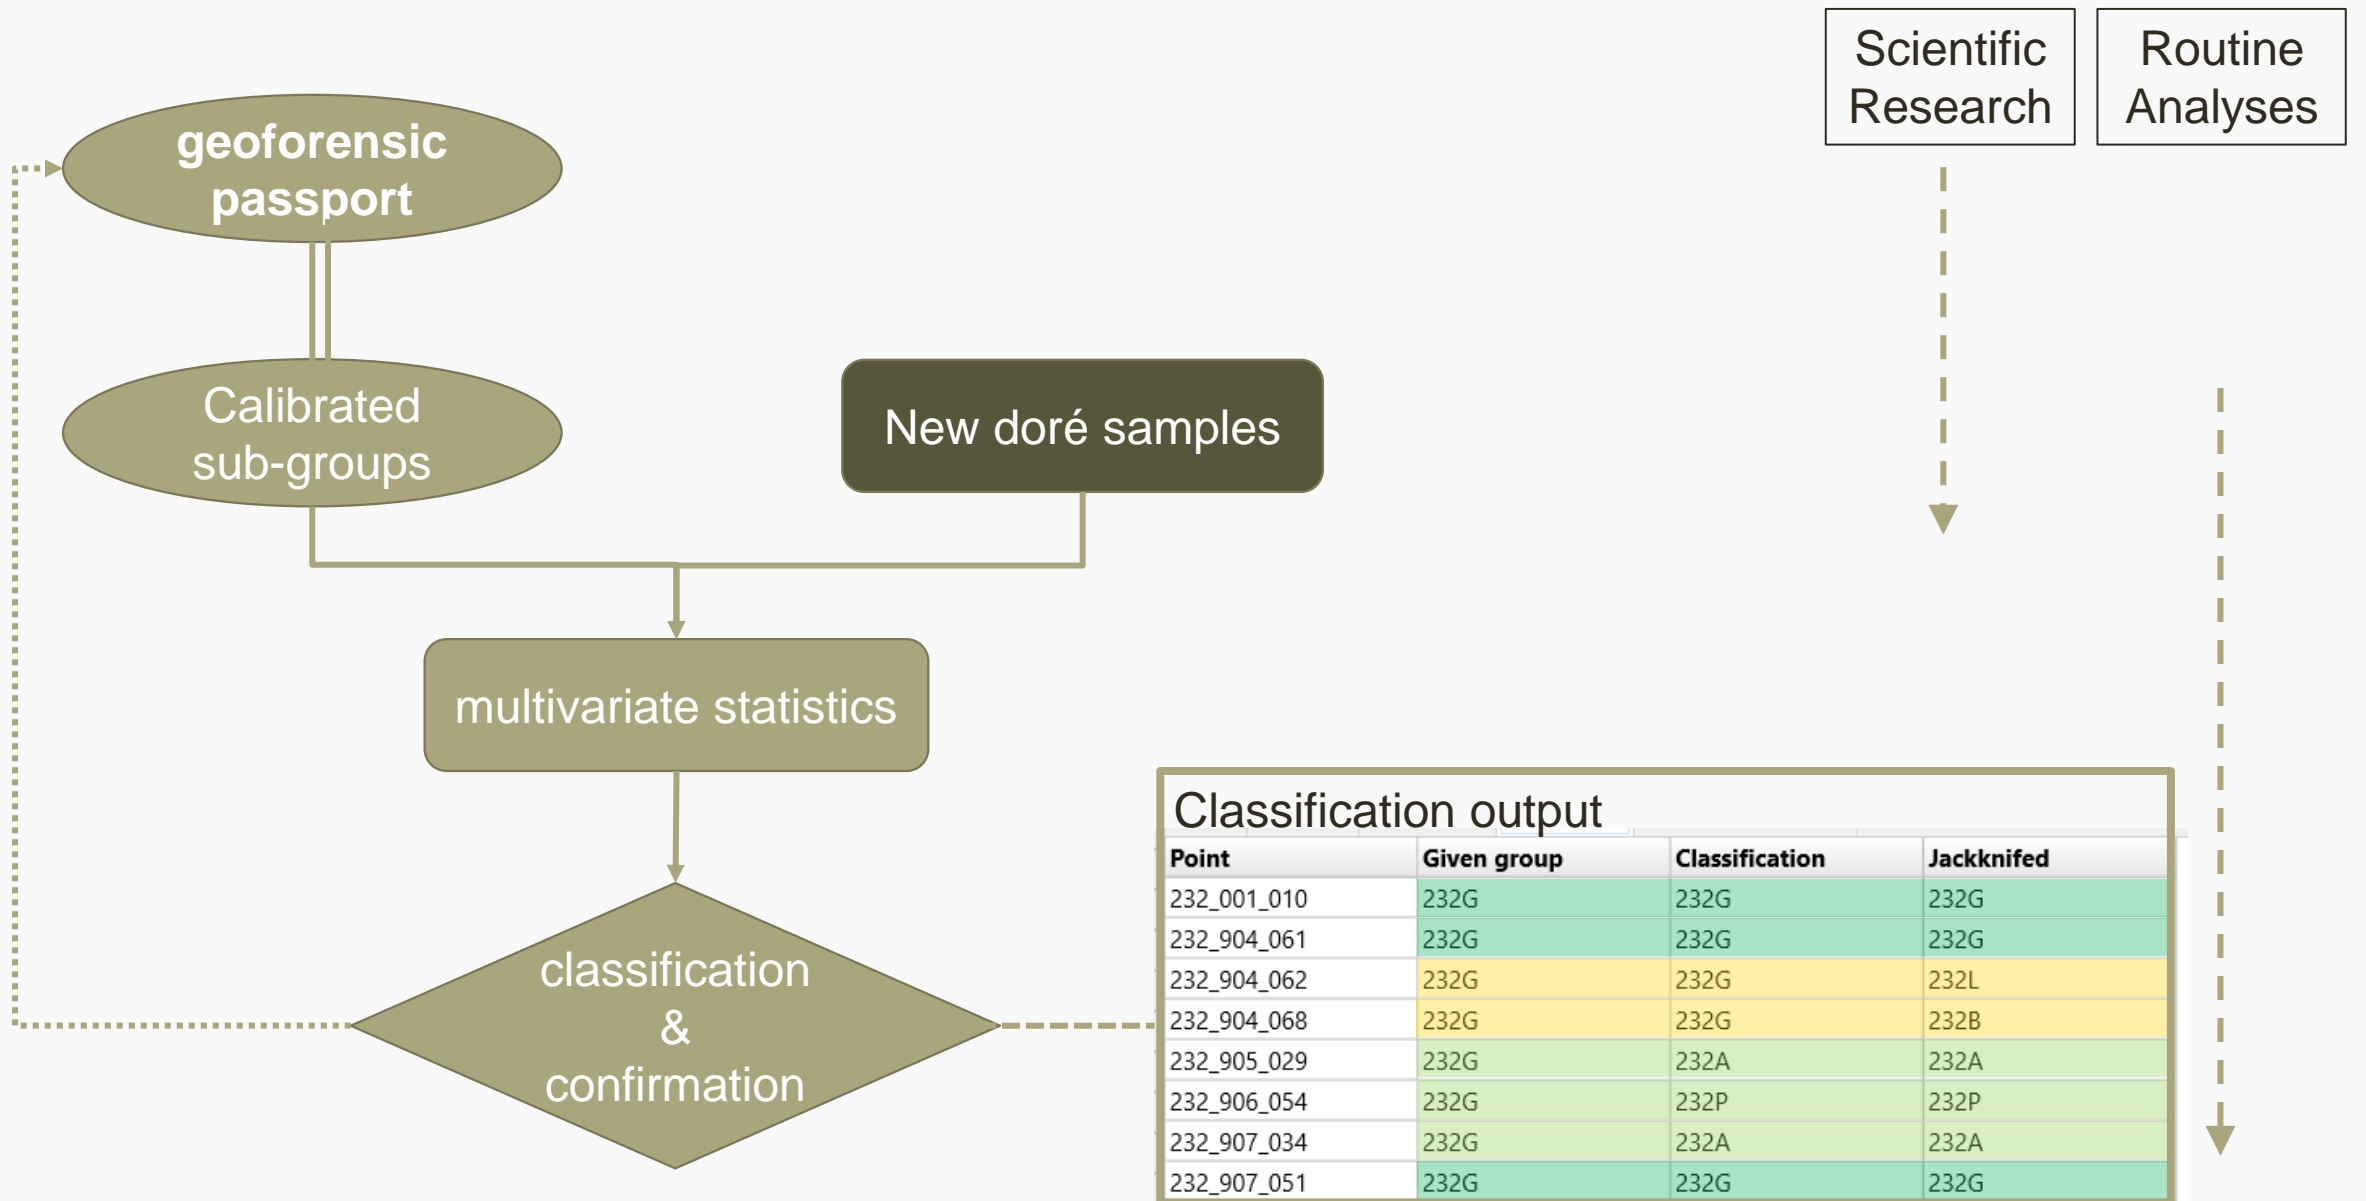 Scientific
Research
Routine
Analyses
geoforensic
passport
Calibrated
sub-groups
New doré samples
multivariate statistics
classification
&
confirmation
Classification output
Point Given group Classification Jackknifed
232_001_010 232G 232G 232G
232_904_061 232G 232G 232G
232_904_062 232G 232G 232L
232_904_068 232G 232G 232B
232_905_029 232G 232A 232A
232_906_054 232G 232P 232P
232_907_034 232G 232A 232A
232_907_051 232G 232G 232G